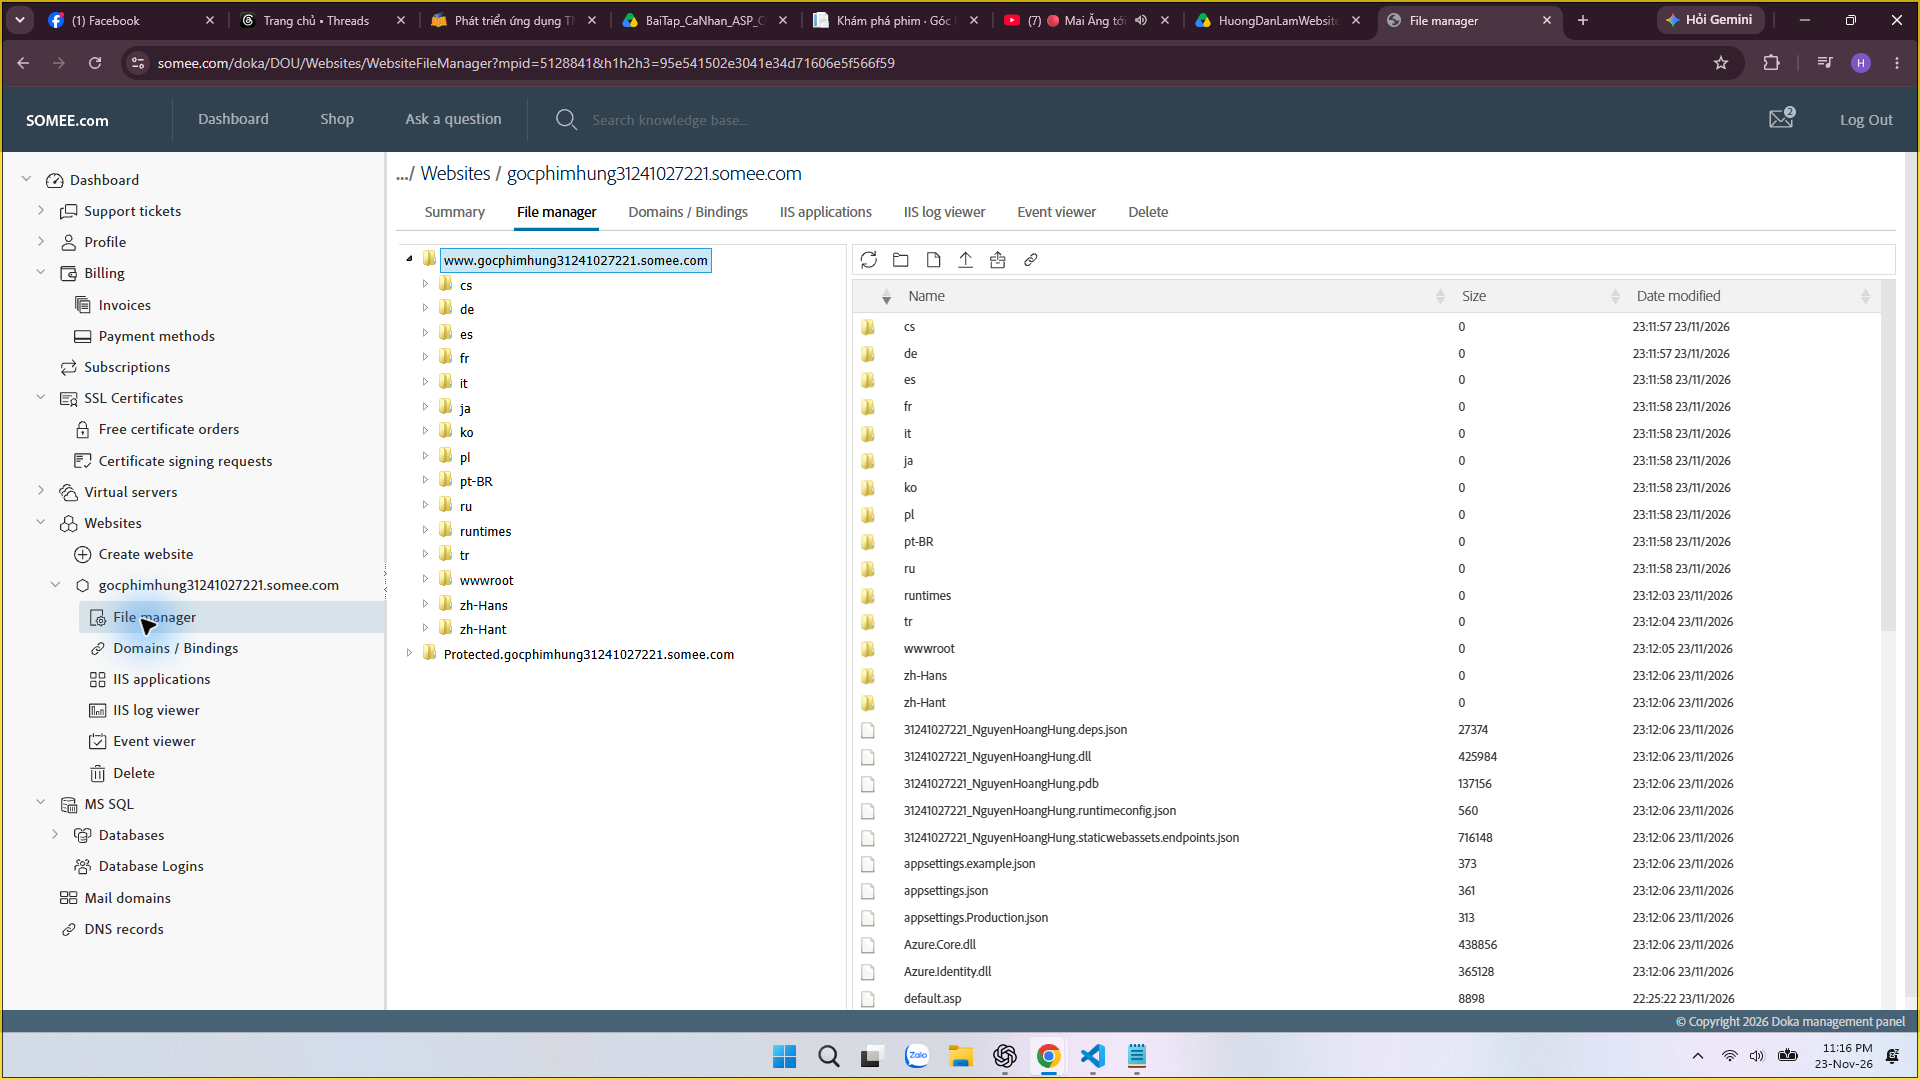 (1) Facebook
Trang chủ • Threads
Phát triển ứng dụng T
BaiTap_CaNhan_ASP_
Khám phá phim · Góc
(7) 🔴 Mai Ăng tới
HuongDanLamWebsite
File manager
Hỏi Gemini
somee.com/doka/DOU/Websites/WebsiteFileManager?mpid=5128841&h1h2h3=95e541502e3041e34d71606e5f566f59
H
SOMEE.com
Dashboard
Shop
Ask a question
Search knowledge base...
2
Log Out
Dashboard
Support tickets
Profile
Billing
Invoices
Payment methods
Subscriptions
SSL Certificates
Free certificate orders
Certificate signing requests
Virtual servers
Websites
Create website
gocphimhung31241027221.somee.com
File manager
Domains / Bindings
IIS applications
IIS log viewer
Event viewer
Delete
MS SQL
Databases
Database Logins
Mail domains
DNS records
.../ Websites / gocphimhung31241027221.somee.com
Summary
File manager
Domains / Bindings
IIS applications
IIS log viewer
Event viewer
Delete
www.gocphimhung31241027221.somee.com
cs
de
es
fr
it
ja
ko
pl
pt-BR
ru
runtimes
tr
wwwroot
zh-Hans
zh-Hant
Protected.gocphimhung31241027221.somee.com
Name Size Date modified
cs 0 23:11:57 23/11/2026
de 0 23:11:57 23/11/2026
es 0 23:11:58 23/11/2026
fr 0 23:11:58 23/11/2026
it 0 23:11:58 23/11/2026
ja 0 23:11:58 23/11/2026
ko 0 23:11:58 23/11/2026
pl 0 23:11:58 23/11/2026
pt-BR 0 23:11:58 23/11/2026
ru 0 23:11:58 23/11/2026
runtimes 0 23:12:03 23/11/2026
tr 0 23:12:04 23/11/2026
wwwroot 0 23:12:05 23/11/2026
zh-Hans 0 23:12:06 23/11/2026
zh-Hant 0 23:12:06 23/11/2026
31241027221_NguyenHoangHung.deps.json 27374 23:12:06 23/11/2026
31241027221_NguyenHoangHung.dll 425984 23:12:06 23/11/2026
31241027221_NguyenHoangHung.pdb 137156 23:12:06 23/11/2026
31241027221_NguyenHoangHung.runtimeconfig.json 560 23:12:06 23/11/2026
31241027221_NguyenHoangHung.staticwebassets.endpoints.json 716148 23:12:06 23/11/2026
appsettings.example.json 373 23:12:06 23/11/2026
appsettings.json 361 23:12:06 23/11/2026
appsettings.Production.json 313 23:12:06 23/11/2026
Azure.Core.dll 438856 23:12:06 23/11/2026
Azure.Identity.dll 365128 23:12:06 23/11/2026
default.asp 8898 22:25:22 23/11/2026
© Copyright 2026 Doka management panel
Zalo
11:16 PM
23-Nov-26